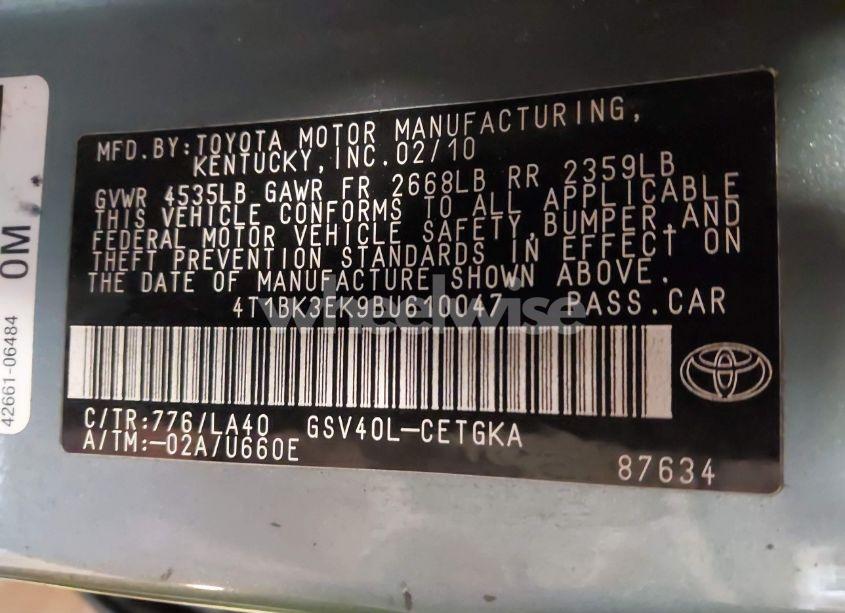 MFD.BY:TOYOTA MOTOR MANUFACTURING,
KENTUCKY,INC.02/10
GVWR 4535LB GAWR FR 2668LB RR 2359LB
THIS VEHICLE CONFORMS TO ALL APPLICABLE
FEDERAL MOTOR VEHICLE SAFETY,BUMPER,AND
THEFT PREVENTION STANDARDS IN EFFECT ON
THE DATE OF MANUFACTURE SHOWN ABOVE.
4T1BK3EK9BU610047 PASS.CAR
wheelwise
C/TR:776/LA40 GSV40L-CETGKA
A/TM:-02A/U660E
87634
42661-06484
0M